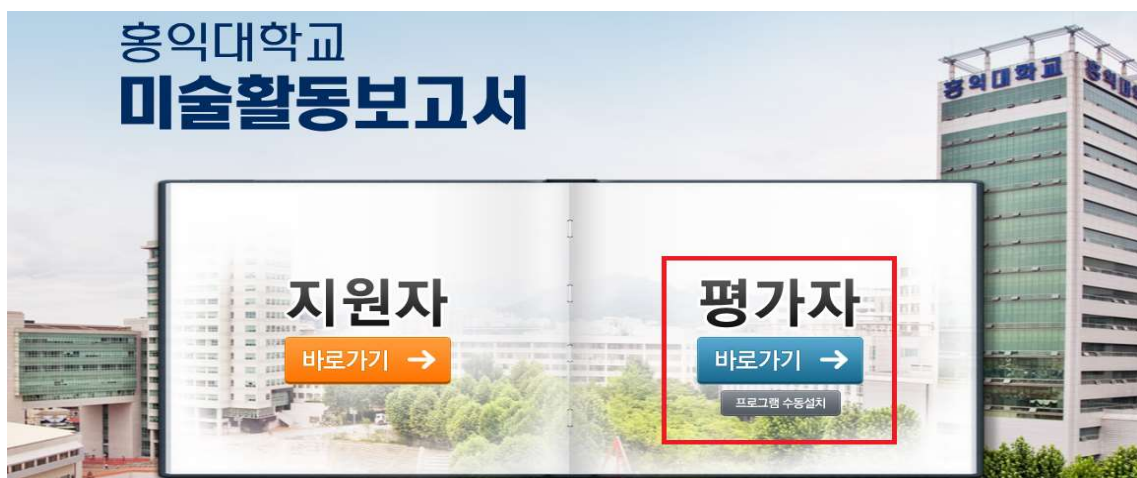 홍익대학교
미술활동보고서
홍익대학교
지원자
바로가기 →
평가자
바로가기 →
프로그램 수동설치